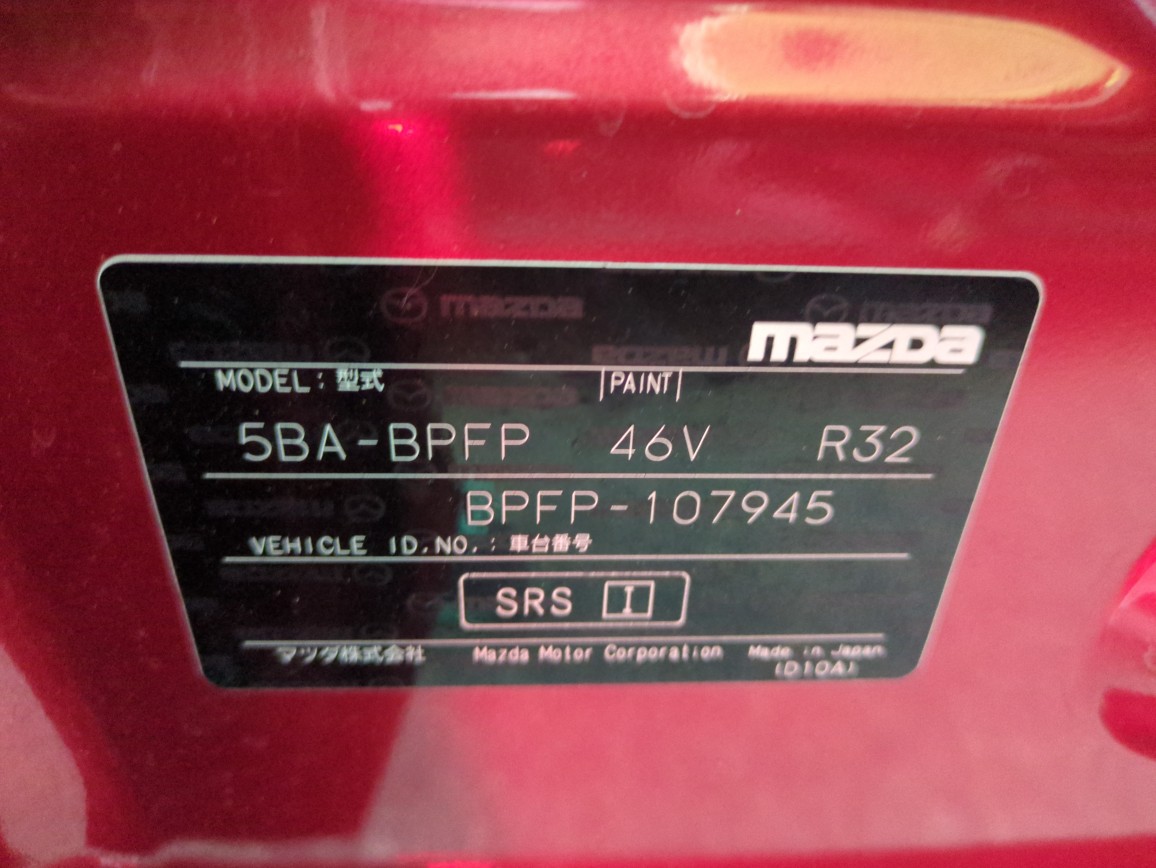 mazda
MODEL: 型式 PAINT
5BA-BPFP 46V R32
BPFP-107945
VEHICLE ID.NO.: 車台番号
SRS I
マツダ株式会社 Mazda Motor Corporation Made in Japan
(D10A)